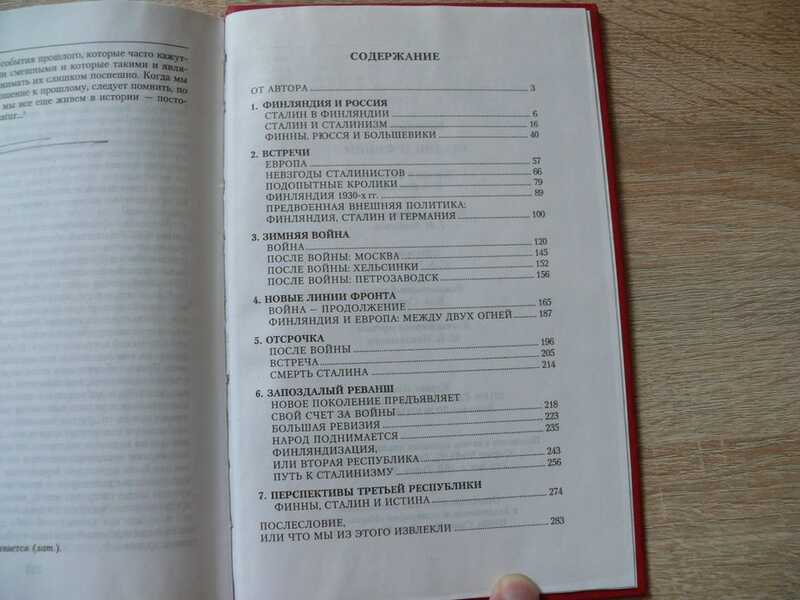 события прошлого, которые часто кажут-
ли смешными и которые такими и явля-
нимать их слишком поспешно. Когда мы
ошение к прошлому, следует помнить, по
мы все еще живем в истории — посто-
atur...
вается (лат.).
СОДЕРЖАНИЕ
ОТ АВТОРА 3
1. ФИНЛЯНДИЯ И РОССИЯ
СТАЛИН В ФИНЛЯНДИИ 6
СТАЛИН И СТАЛИНИЗМ 16
ФИННЫ, РЮССЯ И БОЛЬШЕВИКИ 40
2. ВСТРЕЧИ
ЕВРОПА 57
НЕВЗГОДЫ СТАЛИНИСТОВ 66
ПОДОПЫТНЫЕ КРОЛИКИ 79
ФИНЛЯНДИЯ 1930-х гг. 89
ПРЕДВОЕННАЯ ВНЕШНЯЯ ПОЛИТИКА:
ФИНЛЯНДИЯ, СТАЛИН И ГЕРМАНИЯ 100
3. ЗИМНЯЯ ВОЙНА
ВОЙНА 120
ПОСЛЕ ВОЙНЫ: МОСКВА 145
ПОСЛЕ ВОЙНЫ: ХЕЛЬСИНКИ 152
ПОСЛЕ ВОЙНЫ: ПЕТРОЗАВОДСК 156
4. НОВЫЕ ЛИНИИ ФРОНТА
ВОЙНА – ПРОДОЛЖЕНИЕ 165
ФИНЛЯНДИЯ И ЕВРОПА: МЕЖДУ ДВУХ ОГНЕЙ 187
5. ОТСРОЧКА
ПОСЛЕ ВОЙНЫ 196
ВСТРЕЧА 205
СМЕРТЬ СТАЛИНА 214
6. ЗАПОЗДАЛЫЙ РЕВАНШ
НОВОЕ ПОКОЛЕНИЕ ПРЕДЪЯВЛЯЕТ
СВОЙ СЧЕТ ЗА ВОЙНЫ 218
БОЛЬШАЯ РЕВИЗИЯ 223
НАРОД ПОДНИМАЕТСЯ 235
ФИНЛЯНДИЗАЦИЯ,
ИЛИ ВТОРАЯ РЕСПУБЛИКА 243
ПУТЬ К СТАЛИНИЗМУ 256
7. ПЕРСПЕКТИВЫ ТРЕТЬЕЙ РЕСПУБЛИКИ
ФИННЫ, СТАЛИН И ИСТИНА 274
ПОСЛЕСЛОВИЕ,
ИЛИ ЧТО МЫ ИЗ ЭТОГО ИЗВЛЕКЛИ 283